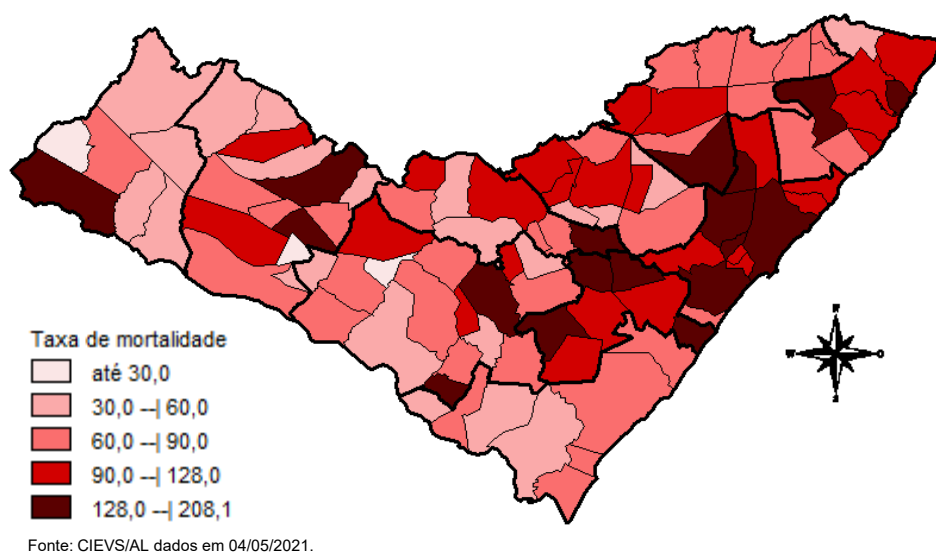 Taxa de mortalidade
até 30,0
30,0 --| 60,0
60,0 --| 90,0
90,0 --| 128,0
128,0 --| 208,1
Fonte: CIEVS/AL dados em 04/05/2021.